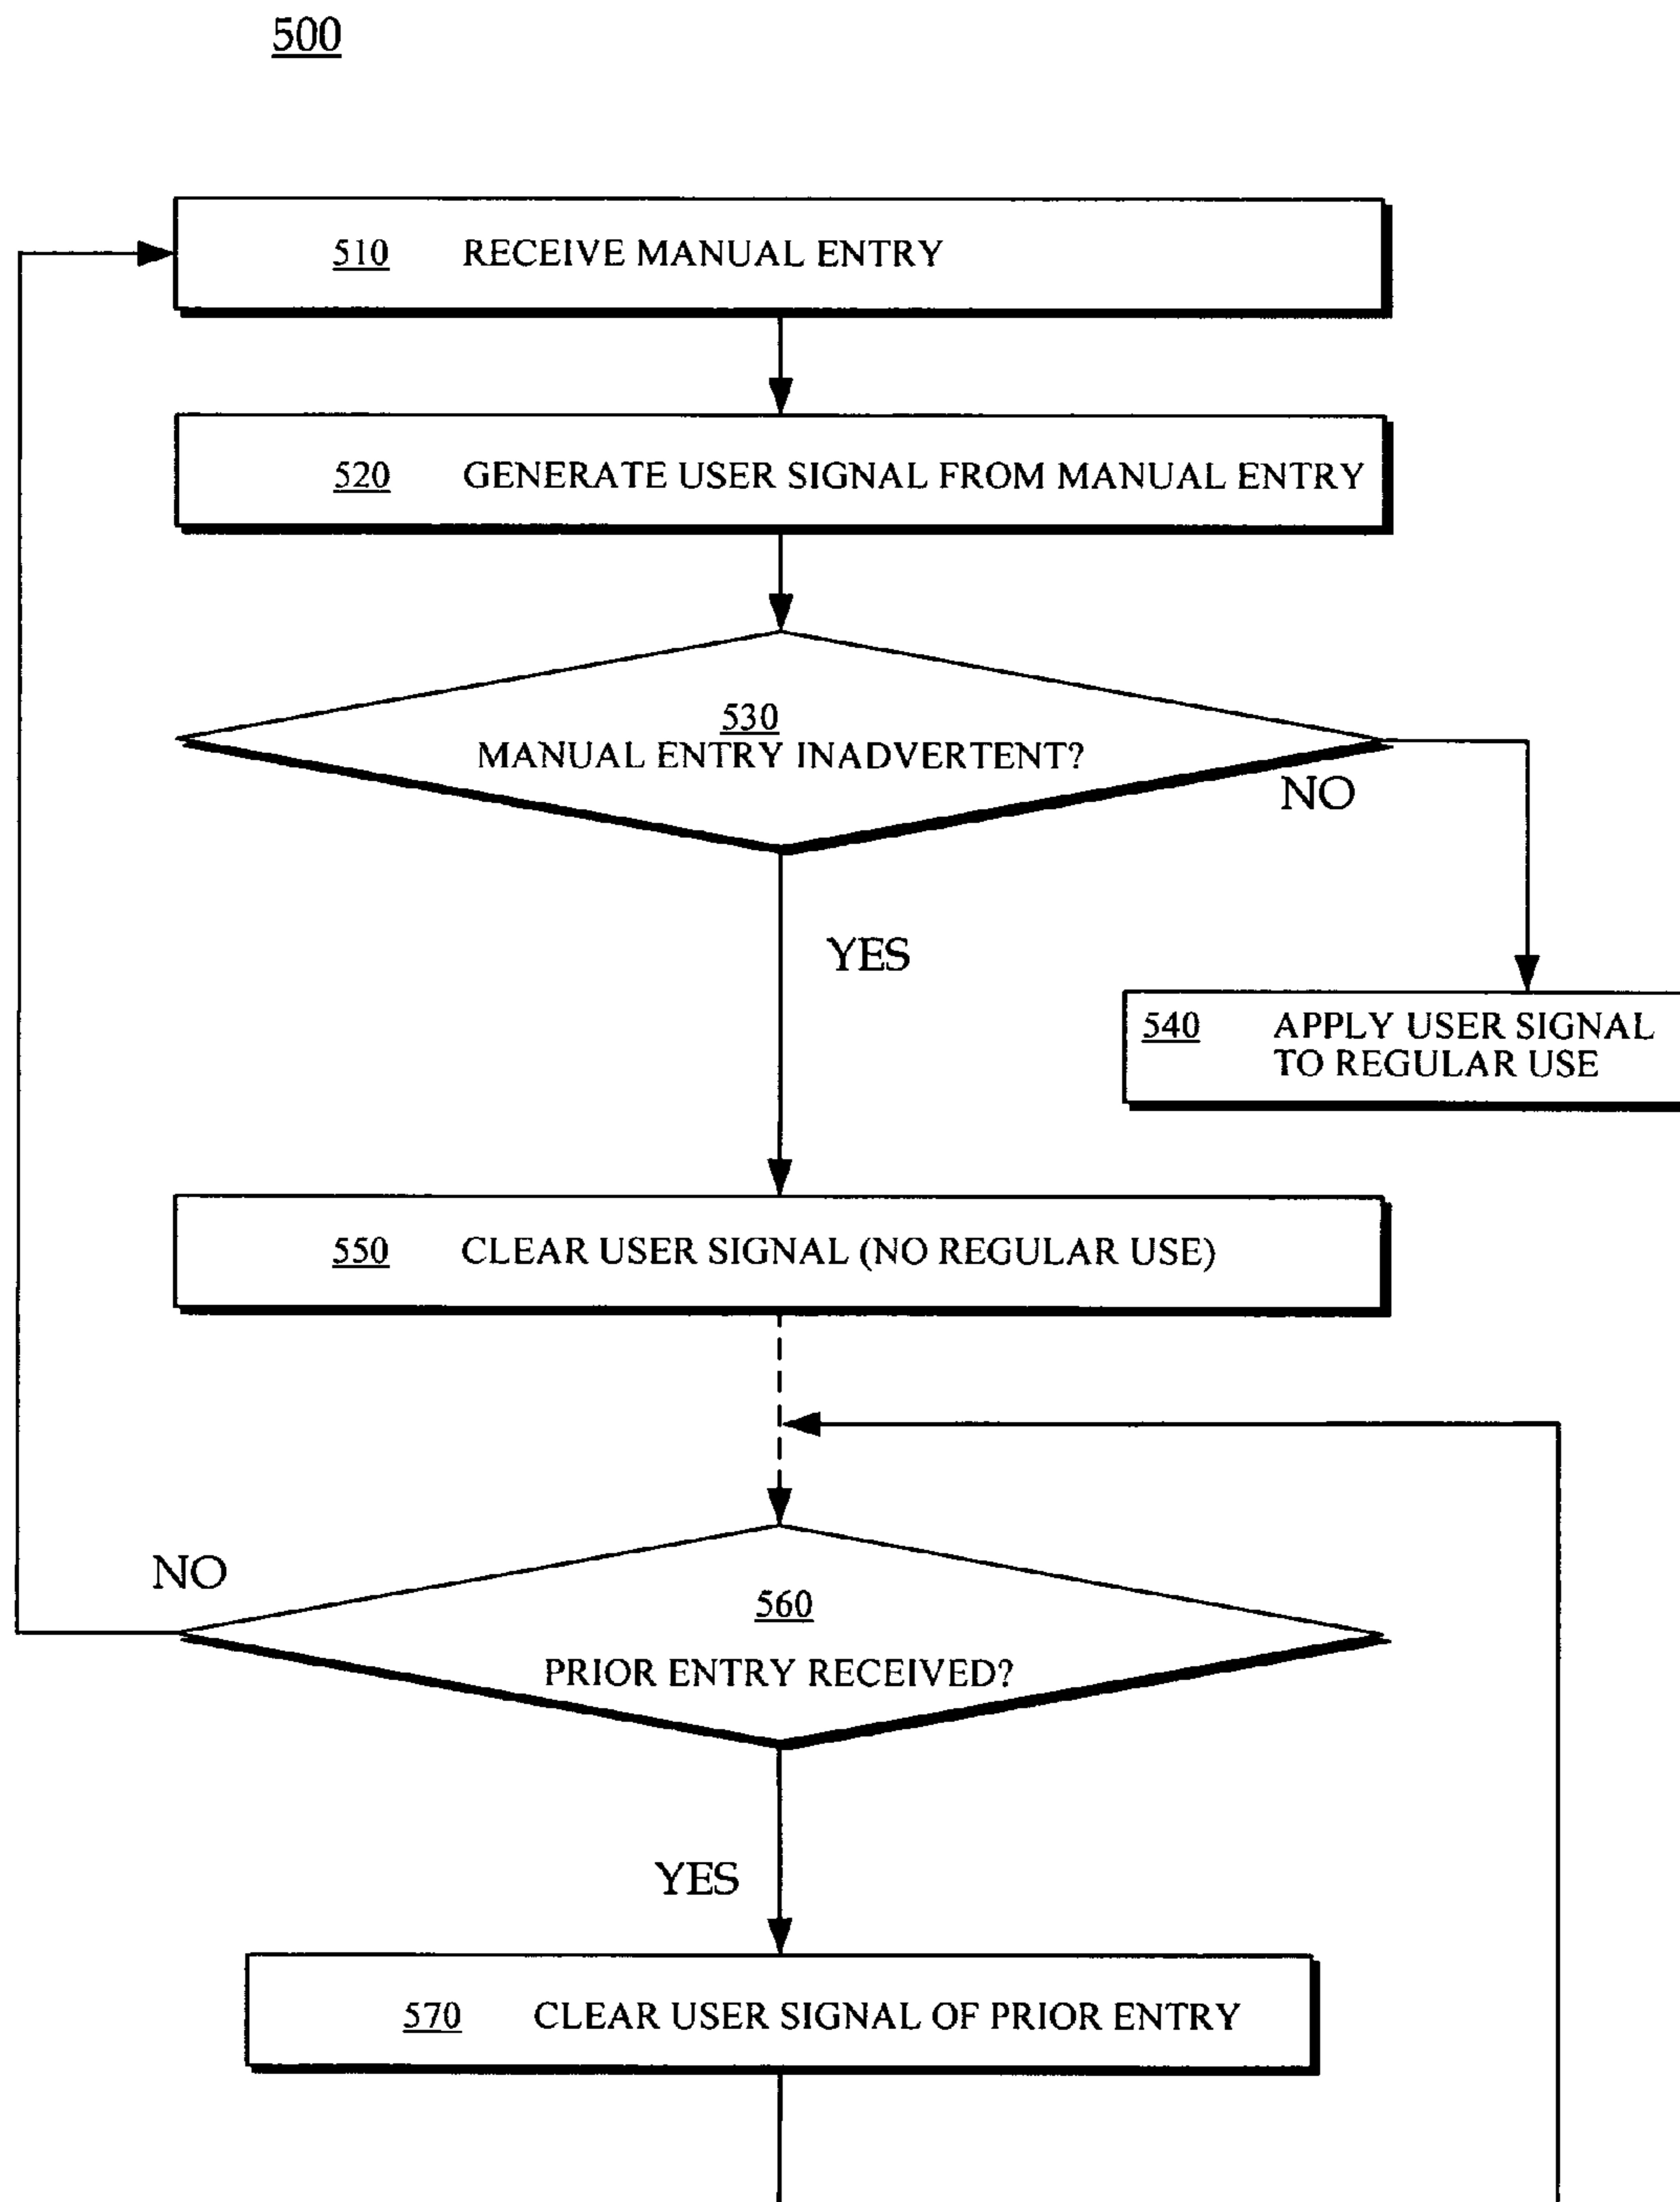 500
510 RECEIVE MANUAL ENTRY
520 GENERATE USER SIGNAL FROM MANUAL ENTRY
530
MANUAL ENTRY INADVERTENT?
NO
YES
540 APPLY USER SIGNAL
TO REGULAR USE
550 CLEAR USER SIGNAL (NO REGULAR USE)
NO
560
PRIOR ENTRY RECEIVED?
YES
570 CLEAR USER SIGNAL OF PRIOR ENTRY